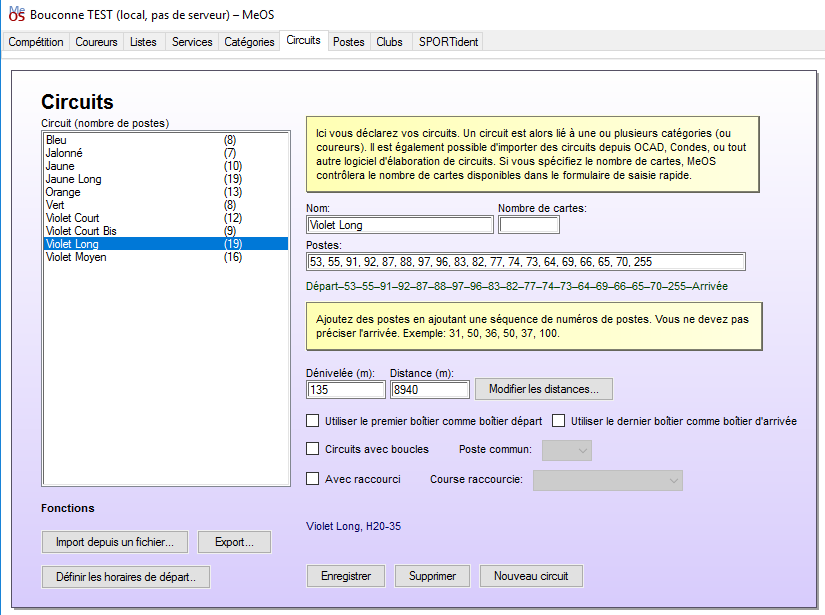 MeOS Bouconne TEST (local, pas de serveur) – MeOS
Compétition Coureurs Listes Services Catégories Circuits Postes Clubs SPORTident
Circuits
Circuit (nombre de postes)
Bleu (8)
Jalonné (7)
Jaune (10)
Jaune Long (19)
Orange (13)
Vert (8)
Violet Court (12)
Violet Court Bis (9)
Violet Long (19)
Violet Moyen (16)
Ici vous déclarez vos circuits. Un circuit est alors lié à une ou plusieurs catégories (ou
coureurs). Il est également possible d'importer des circuits depuis OCAD, Condes, ou tout
autre logiciel d'élaboration de circuits. Si vous spécifiez le nombre de cartes, MeOS
contrôlera le nombre de cartes disponibles dans le formulaire de saisie rapide.
Nom: Nombre de cartes:
Violet Long
Postes:
53, 55, 91, 92, 87, 88, 97, 96, 83, 82, 77, 74, 73, 64, 69, 66, 65, 70, 255
Départ–53–55–91–92–87–88–97–96–83–82–77–74–73–64–69–66–65–70–255–Arrivée
Ajoutez des postes en ajoutant une séquence de numéros de postes. Vous ne devez pas
préciser l'arrivée. Exemple: 31, 50, 36, 50, 37, 100.
Dénivelée (m): Distance (m):
135 8940 Modifier les distances...
Utiliser le premier boîtier comme boîtier départ Utiliser le dernier boîtier comme boîtier d'arrivée
Circuits avec boucles Poste commun:
Avec raccourci Course raccourcie:
Fonctions
Violet Long, H20-35
Import depuis un fichier... Export...
Définir les horaires de départ..
Enregistrer Supprimer Nouveau circuit